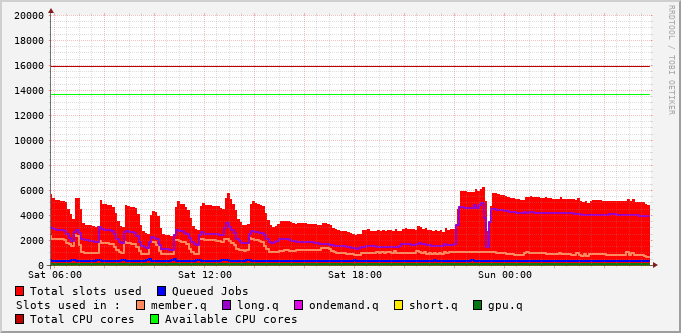 20000
18000
16000
14000
12000
10000
8000
6000
4000
2000
0
Sat 06:00 Sat 12:00 Sat 18:00 Sun 00:00
RRDTOOL / TOBI OETIKER
Total slots used Queued Jobs
Slots used in : member.q long.q ondemand.q short.q gpu.q
Total CPU cores Available CPU cores